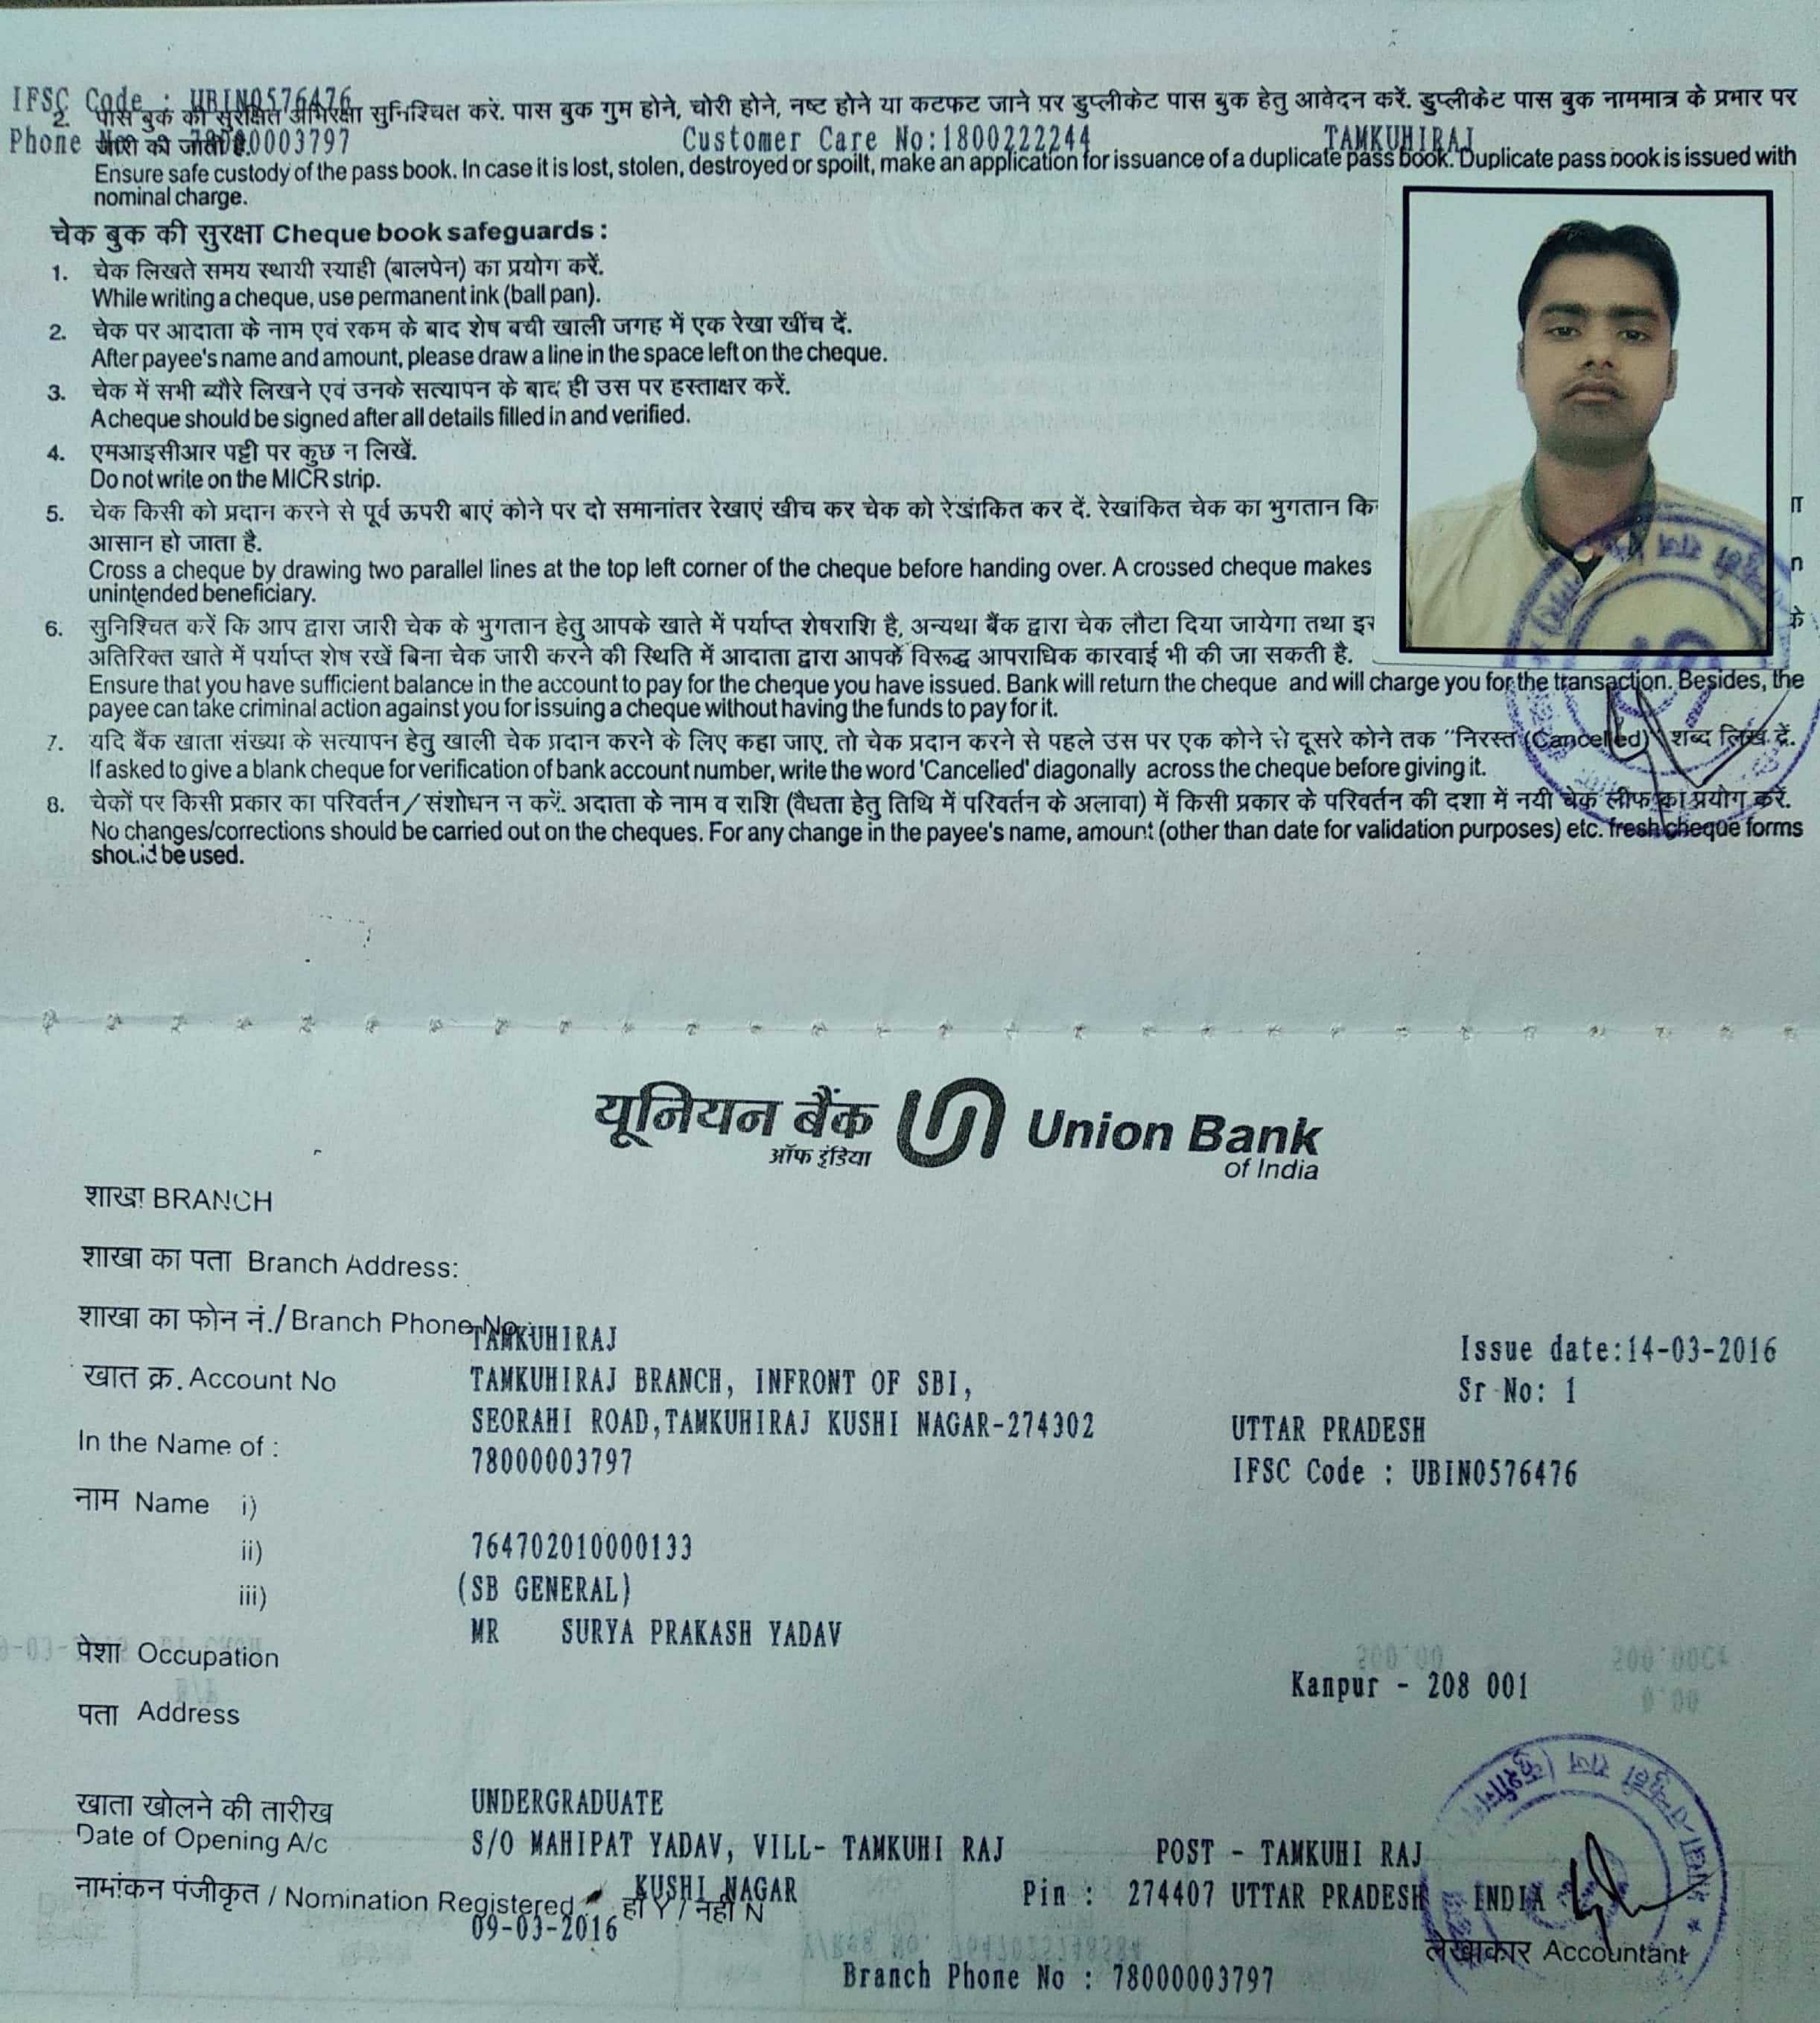 IFSC Code : UBIN0576476
2. पास बुक की सुरक्षित अभिरक्षा सुनिश्चित करें. पास बुक गुम होने, चोरी होने, नष्ट होने या कटफट जाने पर डुप्लीकेट पास बुक हेतु आवेदन करें. डुप्लीकेट पास बुक नाममात्र के प्रभार पर
Phone No. 78000003797 Customer Care No:1800222244 TAMKUHIRAJ
जारी की जाती है.
Ensure safe custody of the pass book. In case it is lost, stolen, destroyed or spoilt, make an application for issuance of a duplicate pass book. Duplicate pass book is issued with
nominal charge.
चेक बुक की सुरक्षा Cheque book safeguards :
1. चेक लिखते समय स्थायी स्याही (बालपेन) का प्रयोग करें.
While writing a cheque, use permanent ink (ball pan).
2. चेक पर आदाता के नाम एवं रकम के बाद शेष बची खाली जगह में एक रेखा खींच दें.
After payee's name and amount, please draw a line in the space left on the cheque.
3. चेक में सभी ब्यौरे लिखने एवं उनके सत्यापन के बाद ही उस पर हस्ताक्षर करें.
A cheque should be signed after all details filled in and verified.
4. एमआइसीआर पट्टी पर कुछ न लिखें.
Do not write on the MICR strip.
5. चेक किसी को प्रदान करने से पूर्व ऊपरी बाएं कोने पर दो समानांतर रेखाएं खीच कर चेक को रेखांकित कर दें. रेखांकित चेक का भुगतान
आसान हो जाता है.
Cross a cheque by drawing two parallel lines at the top left corner of the cheque before handing over. A crossed cheque makes
unintended beneficiary.
6. सुनिश्चित करें कि आप द्वारा जारी चेक के भुगतान हेतु आपके खाते में पर्याप्त शेषराशि है, अन्यथा बैंक द्वारा चेक लौटा दिया जायेगा तथा के
अतिरिक्त खाते में पर्याप्त शेष रखें बिना चेक जारी करने की स्थिति में आदाता द्वारा आपके विरूद्ध आपराधिक कारवाई भी की जा सकती है.
Ensure that you have sufficient balance in the account to pay for the cheque you have issued. Bank will return the cheque and will charge you for the transaction. Besides, the
payee can take criminal action against you for issuing a cheque without having the funds to pay for it.
7. यदि बैंक खाता संख्या के सत्यापन हेतु खाली चेक प्रदान करने के लिए कहा जाए, तो चेक प्रदान करने से पहले उस पर एक कोने से दूसरे कोने तक "निरस्त (Cancelled)" शब्द लिख दें.
If asked to give a blank cheque for verification of bank account number, write the word 'Cancelled' diagonally across the cheque before giving it.
8. चेकों पर किसी प्रकार का परिवर्तन/संशोधन न करें. अदाता के नाम व राशि (वैधता हेतु तिथि में परिवर्तन के अलावा) में किसी प्रकार के परिवर्तन की दशा में नयी चेक लीफ का प्रयोग करें.
No changes/corrections should be carried out on the cheques. For any change in the payee's name, amount (other than date for validation purposes) etc. fresh cheque forms
should be used.
यूनियन बैंक Union Bank
ऑफ इंडिया of India
शाखा BRANCH
शाखा का पता Branch Address:
शाखा का फोन नं./ Branch Phone No.
TAMKUHIRAJ Issue date:14-03-2016
खात क्र. Account No TAMKUHIRAJ BRANCH, INFRONT OF SBI, Sr No: 1
SEORAHI ROAD,TAMKUHIRAJ KUSHI NAGAR-274302 UTTAR PRADESH
In the Name of : 78000003797 IFSC Code : UBIN0576476
नाम Name i)
ii) 764702010000133
iii) (SB GENERAL)
MR SURYA PRAKASH YADAV
पेशा Occupation
Kanpur - 208 001
पता Address
खाता खोलने की तारीख UNDERGRADUATE
Date of Opening A/c S/O MAHIPAT YADAV, VILL- TAMKUHI RAJ POST - TAMKUHI RAJ
KUSHI NAGAR Pin : 274407 UTTAR PRADESH INDIA
नामांकन पंजीकृत / Nomination Registered हाँ Y / नहीं N
09-03-2016
लेखाकार Accountant
Branch Phone No : 78000003797